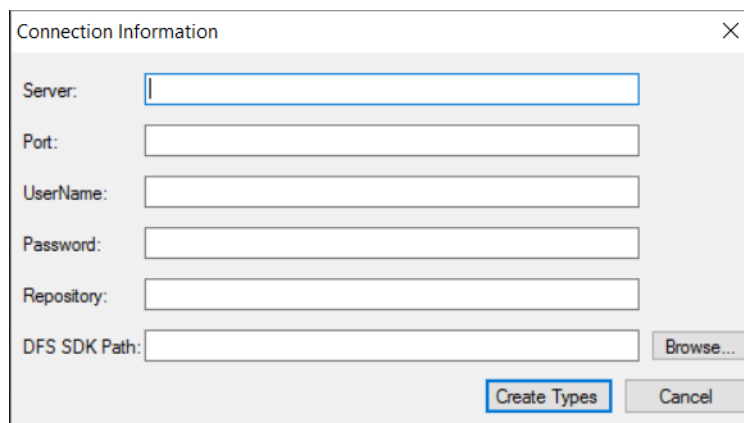 Connection Information
Server:
Port:
UserName:
Password:
Repository:
DFS SDK Path:
Browse...
Create Types
Cancel